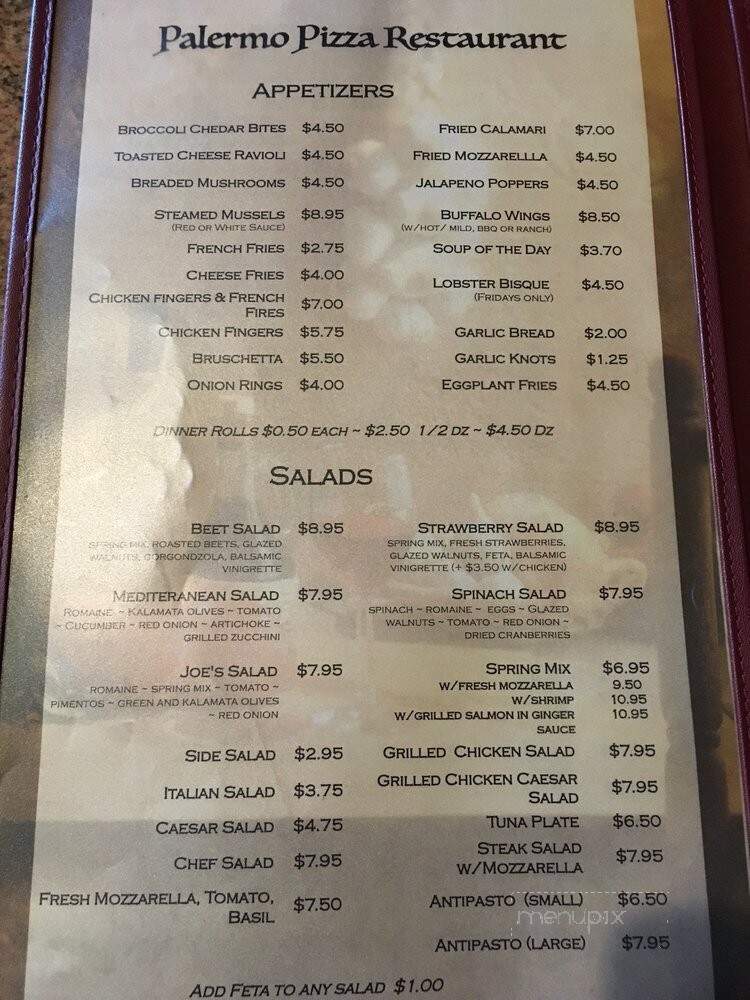 Palermo Pizza Restaurant
Appetizers
Broccoli Chedar Bites $4.50
Toasted Cheese Ravioli $4.50
Breaded Mushrooms $4.50
Steamed Mussels $8.95
(Red or White Sauce)
French Fries $2.75
Cheese Fries $4.00
Chicken fingers & French
Fires $7.00
Chicken Fingers $5.75
Bruschetta $5.50
Onion Rings $4.00
Fried Calamari $7.00
Fried Mozzarellla $4.50
Jalapeno Poppers $4.50
Buffalo Wings $8.50
(w/hot/ mild, bbq or ranch)
Soup of the Day $3.70
Lobster Bisque $4.50
(Fridays only)
Garlic Bread $2.00
Garlic Knots $1.25
Eggplant Fries $4.50
Dinner Rolls $0.50 each ~ $2.50 1/2 dz ~ $4.50 Dz
Salads
Beet Salad $8.95
spring mix, roasted beets, glazed
walnuts, gorgondzola, balsamic
vinigrette
Mediteranean Salad $7.95
Romaine ~ Kalamata olives ~ tomato
~ Cucumber ~ red onion ~ artichoke ~
grilled zucchini
Joe's Salad $7.95
romaine ~ spring mix ~ tomato ~
pimentos ~ green and kalamata olives
~ red onion
Side Salad $2.95
Italian Salad $3.75
Caesar Salad $4.75
Chef Salad $7.95
Fresh Mozzarella, Tomato,
Basil $7.50
Strawberry Salad $8.95
spring mix, fresh strawberries,
glazed walnuts, feta, balsamic
vinigrette (+ $3.50 w/chicken)
Spinach Salad $7.95
spinach ~ romaine ~ eggs ~ Glazed
walnuts ~ tomato ~ red onion ~
dried cranberries
Spring Mix $6.95
w/fresh mozzarella 9.50
w/shrimp 10.95
w/grilled salmon in ginger 10.95
sauce
Grilled Chicken Salad $7.95
Grilled Chicken Caesar
Salad $7.95
Tuna Plate $6.50
Steak Salad
w/Mozzarella $7.95
Antipasto (small) $6.50
Antipasto (large) $7.95
menupix
Add Feta to any salad $1.00